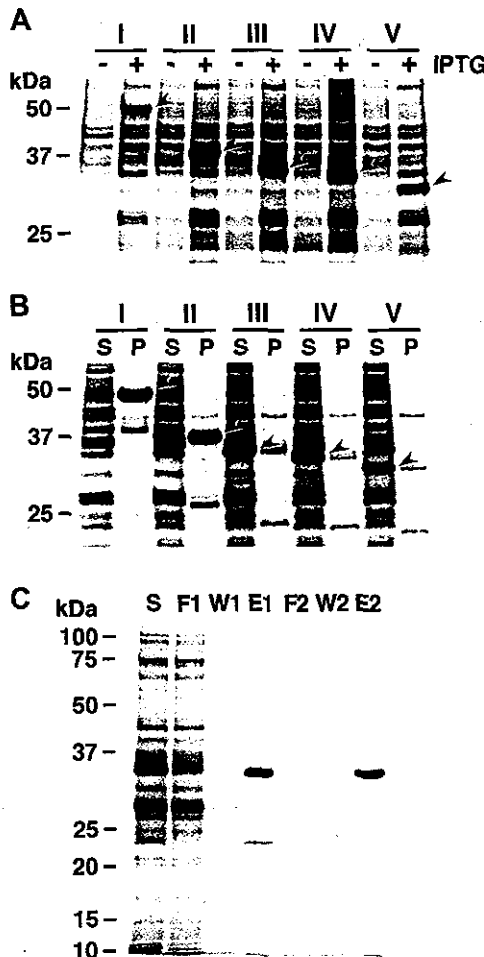 A
I II III IV V
- + - + - + - + - + IPTG
kDa
50
37
25
B
I II III IV V
S P S P S P S P S P
kDa
50
37
25
C
kDa S F1 W1 E1 F2 W2 E2
100
75
50
37
25
20
15
10